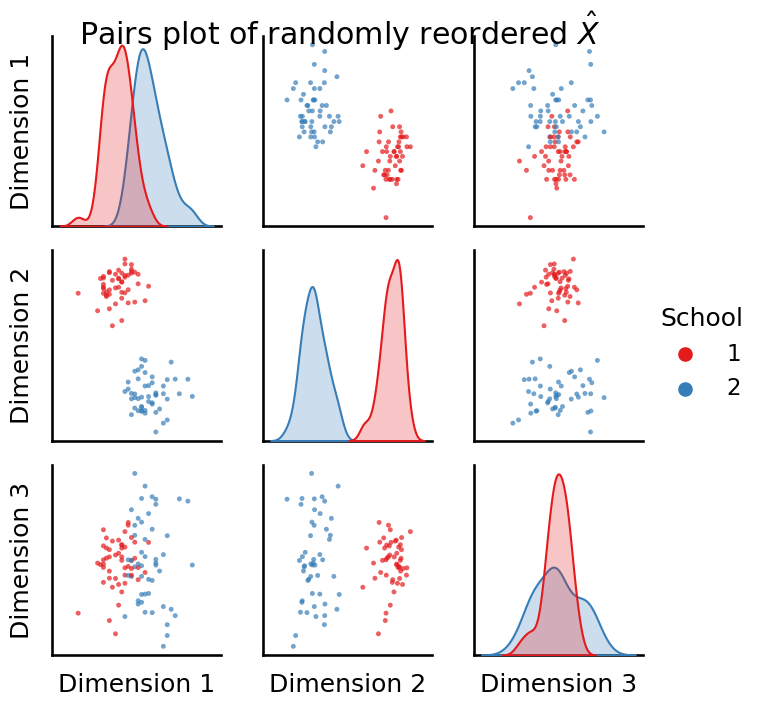 Pairs plot of randomly reordered X̂
Dimension 1
Dimension 2
Dimension 3
School
1
2
Dimension 1
Dimension 2
Dimension 3